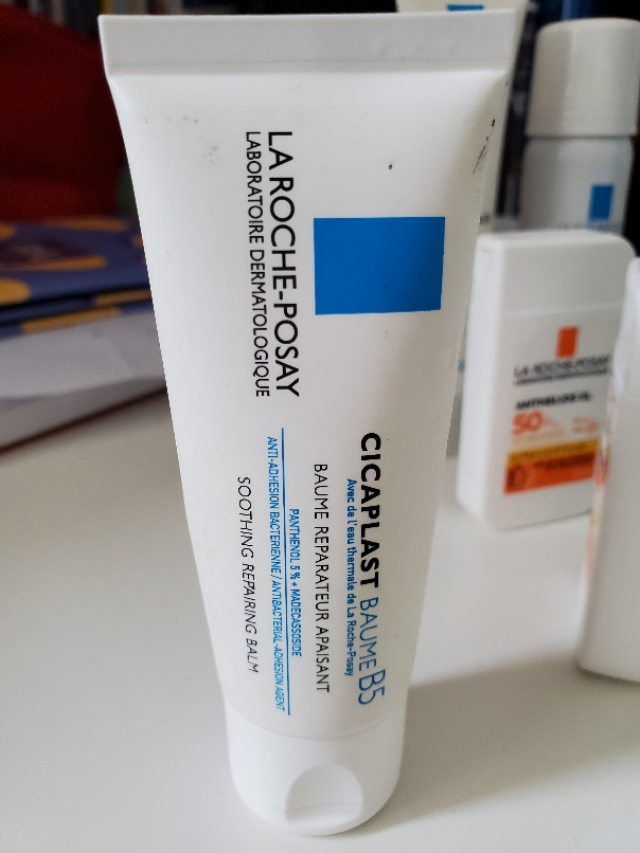 LA ROCHE-POSAY
LABORATOIRE DERMATOLOGIQUE
CICAPLAST BAUME B5
Avec de l'eau thermale de La Roche-Posay
BAUME REPARATEUR APAISANT
PANTHENOL 5 % + MADECASSOSIDE
ANTI-ADHESION BACTERIENNE / ANTIBACTERIAL-ADHESION AGENT
SOOTHING REPAIRING BALM
LA ROCHE-POSAY
ANTHELIOS XL
50